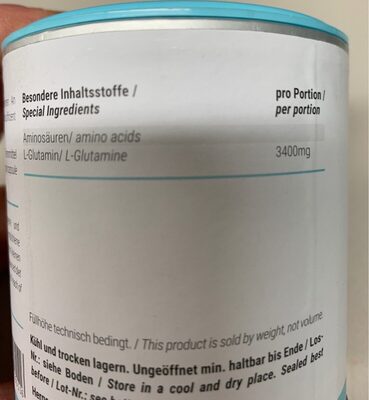 Besondere Inhaltsstoffe / pro Portion /
Special Ingredients per portion
Aminosäuren/ amino acids
L-Glutamin/ L-Glutamine 3400mg
Füllhöhe technisch bedingt. / This product is sold by weight, not volume.
Kühl und trocken lagern. Ungeöffnet min. haltbar bis Ende / Los-
Nr.: siehe Boden / Store in a cool and dry place. Sealed best
before / Lot-Nr.: see